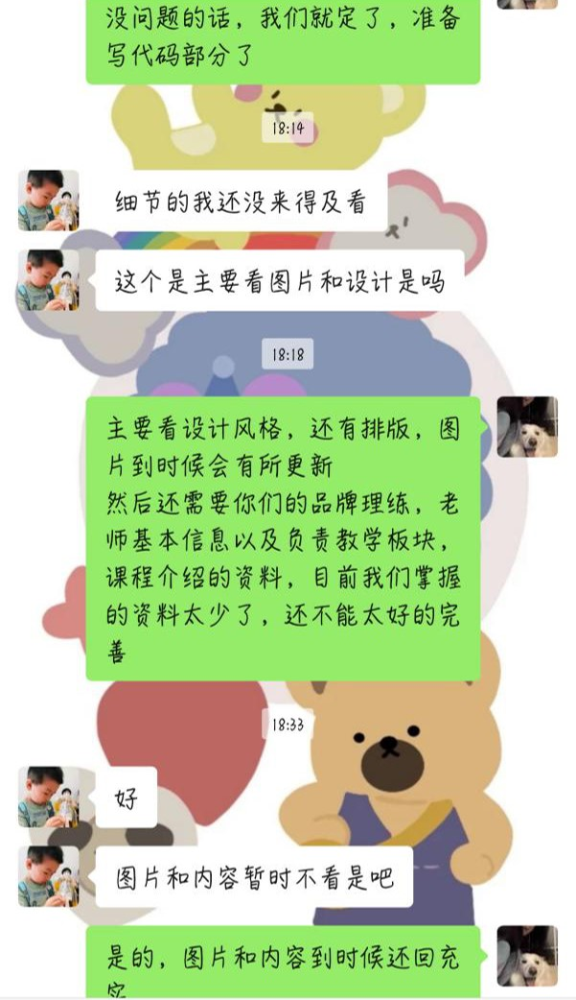 没问题的话，我们就定了，准备
写代码部分了
18:14
细节的我还没来得及看
这个是主要看图片和设计是吗
18:18
主要看设计风格，还有排版，图
片到时候会有所更新
然后还需要你们的品牌理练，老
师基本信息以及负责教学板块，
课程介绍的资料，目前我们掌握
的资料太少了，还不能太好的完
善
18:33
好
图片和内容暂时不看是吧
是的，图片和内容到时候还回充
实